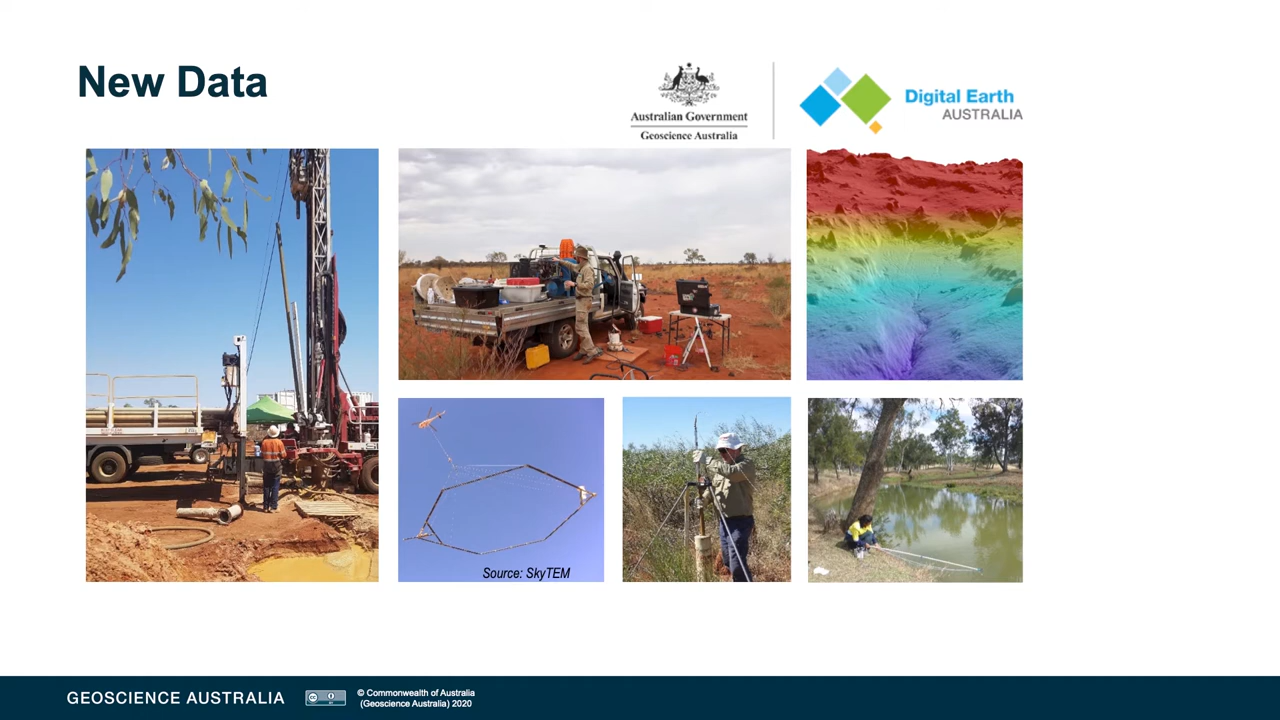 New Data
Australian Government
Geoscience Australia
Digital Earth
AUSTRALIA
Source: SkyTEM
GEOSCIENCE AUSTRALIA
© Commonwealth of Australia
(Geoscience Australia) 2020